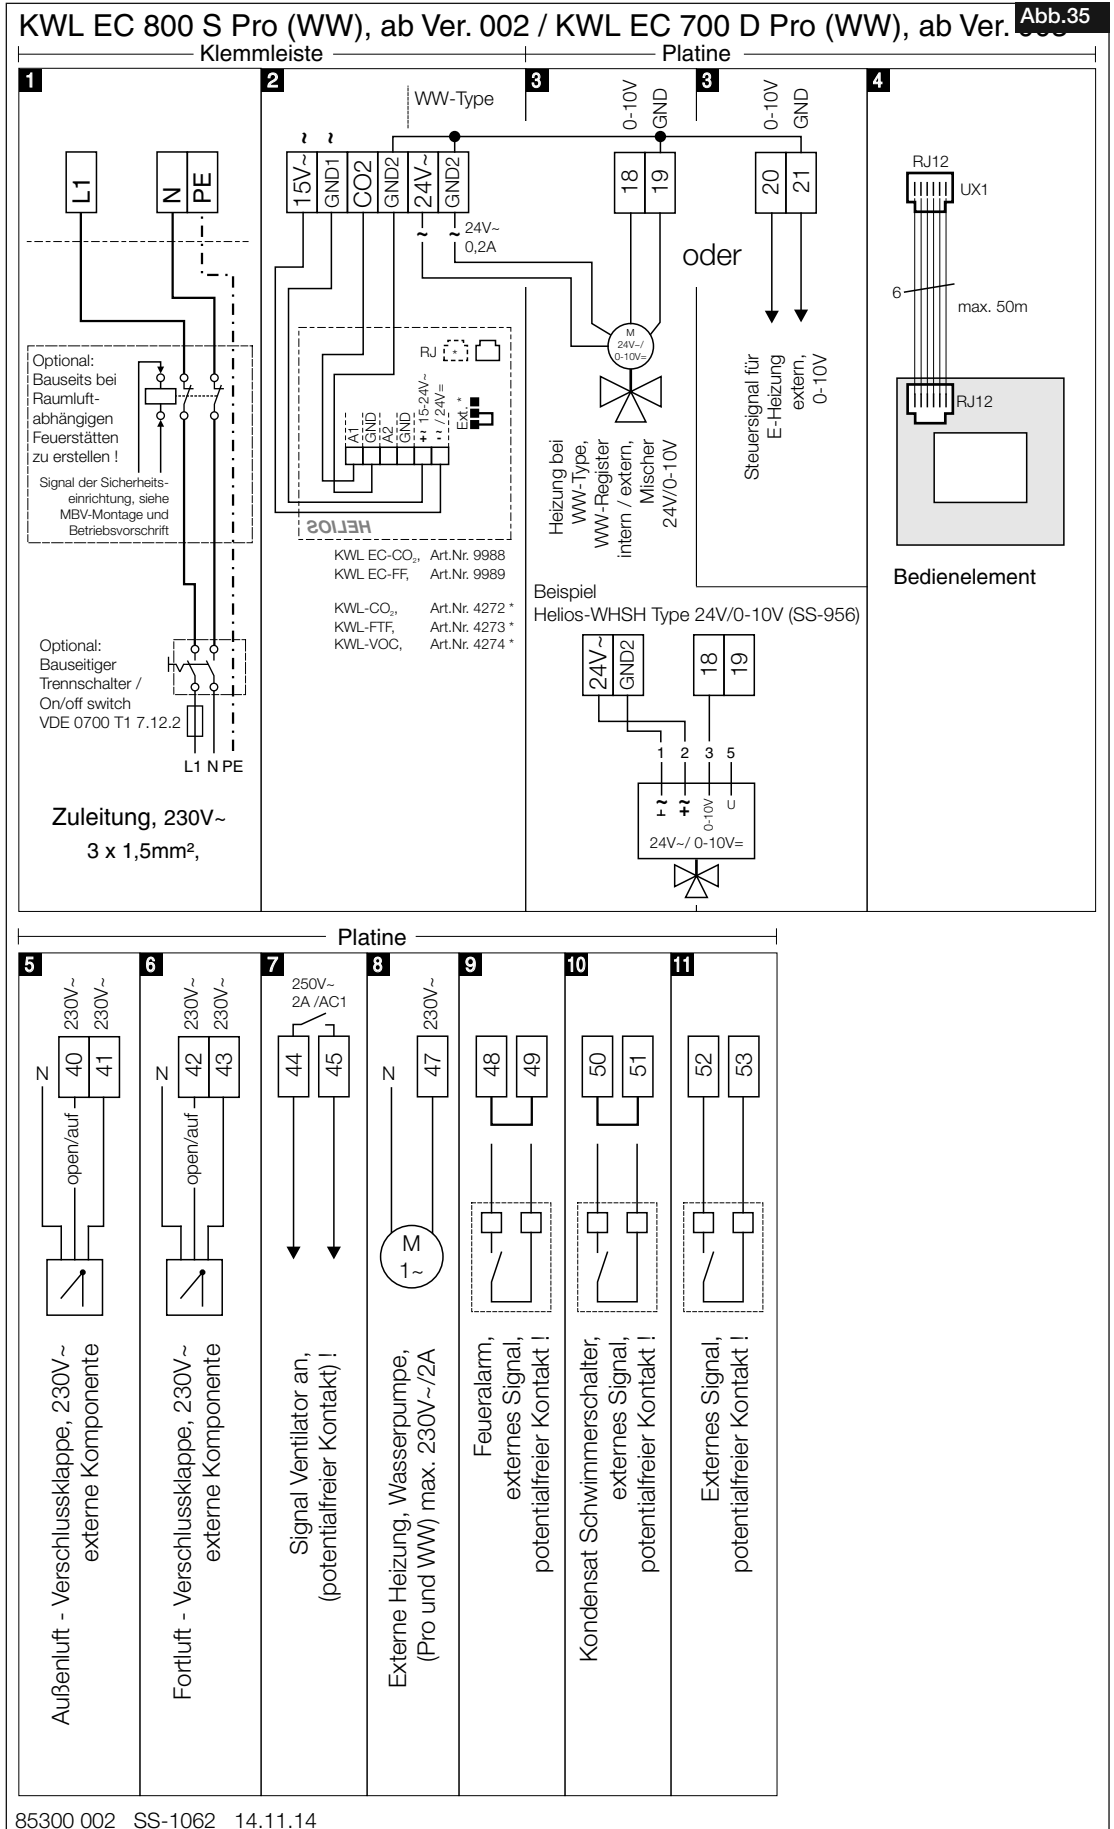 Abb.35
KWL EC 800 S Pro (WW), ab Ver. 002 / KWL EC 700 D Pro (WW), ab Ver.
Klemmleiste
Platine
1
L1
N
PE
Optional:
Bauseits bei
Raumluft-
abhängigen
Feuerstätten
zu erstellen !
Signal der Sicherheits-
einrichtung, siehe
MBV-Montage und
Betriebsvorschrift
Optional:
Bauseitiger
Trennschalter /
On/off switch
VDE 0700 T1 7.12.2
L1 N PE
Zuleitung, 230V~
3 x 1,5mm²,
2
WW-Type
~ ~
15V~
GND1
CO2
GND2
24V~
GND2
~ ~
24V~
0,2A
RJ
*
A1
GND
A2
GND
+~ 15-24V~
-~ / 24V=
Ext. *
HELIOS
KWL EC-CO₂, Art.Nr. 9988
KWL EC-FF, Art.Nr. 9989
KWL-CO₂, Art.Nr. 4272 *
KWL-FTF, Art.Nr. 4273 *
KWL-VOC, Art.Nr. 4274 *
3
0-10V
GND
18
19
M
24V~/
0-10V=
Heizung bei
WW-Type,
WW-Register
intern / extern,
Mischer
24V/0-10V
oder
3
0-10V
GND
20
21
Steuersignal für
E-Heizung
extern,
0-10V
Beispiel
Helios-WHSH Type 24V/0-10V (SS-956)
24V~
GND2
18
19
1 2 3 5
-~
+~
0-10V
U
24V~/ 0-10V=
4
RJ12
UX1
6
max. 50m
RJ12
Bedienelement
Platine
5
230V~
230V~
N
40
41
open/auf
Außenluft - Verschlussklappe, 230V~
externe Komponente
6
230V~
230V~
N
42
43
open/auf
Fortluft - Verschlussklappe, 230V~
externe Komponente
7
250V~
2A /AC1
44
45
Signal Ventilator an,
(potentialfreier Kontakt) !
8
230V~
N
47
M
1~
Externe Heizung, Wasserpumpe,
(Pro und WW) max. 230V~/2A
9
48
49
Feueralarm,
externes Signal,
potentialfreier Kontakt !
10
50
51
Kondensat Schwimmerschalter,
externes Signal,
potentialfreier Kontakt !
11
52
53
Externes Signal,
potentialfreier Kontakt !
85300 002 SS-1062 14.11.14